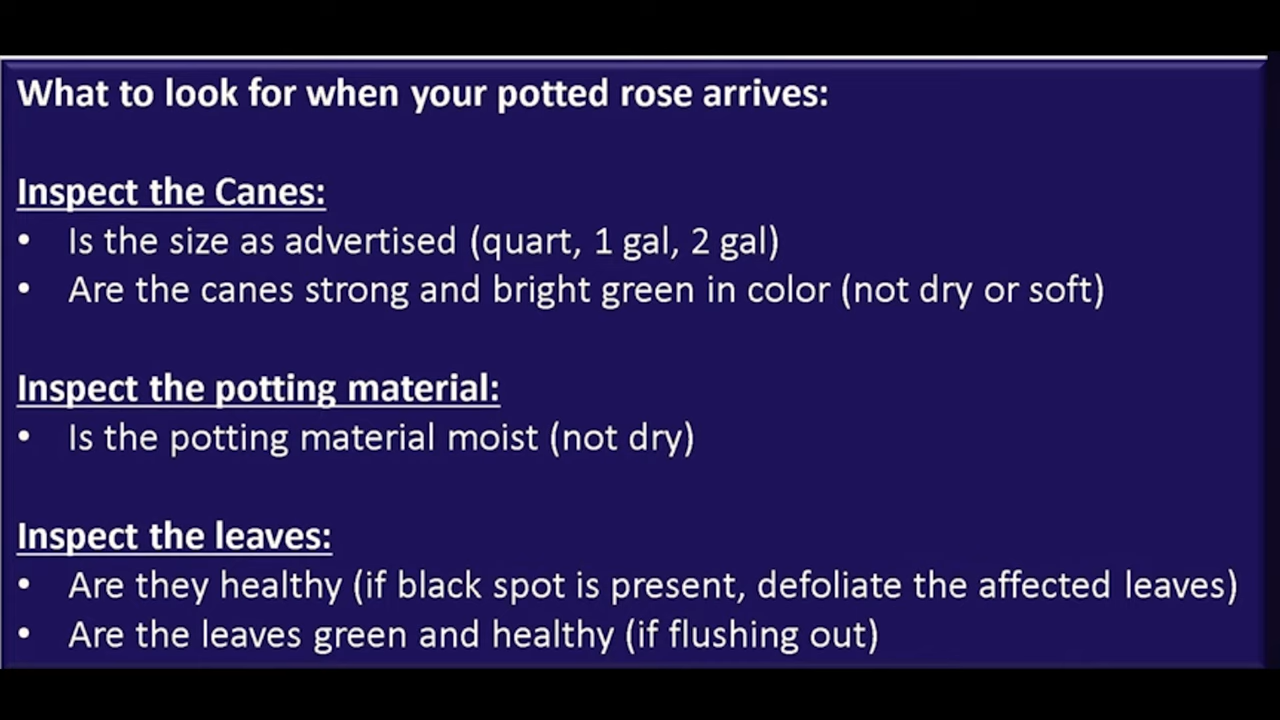 What to look for when your potted rose arrives:
Inspect the Canes:
• Is the size as advertised (quart, 1 gal, 2 gal)
• Are the canes strong and bright green in color (not dry or soft)
Inspect the potting material:
• Is the potting material moist (not dry)
Inspect the leaves:
• Are they healthy (if black spot is present, defoliate the affected leaves)
• Are the leaves green and healthy (if flushing out)